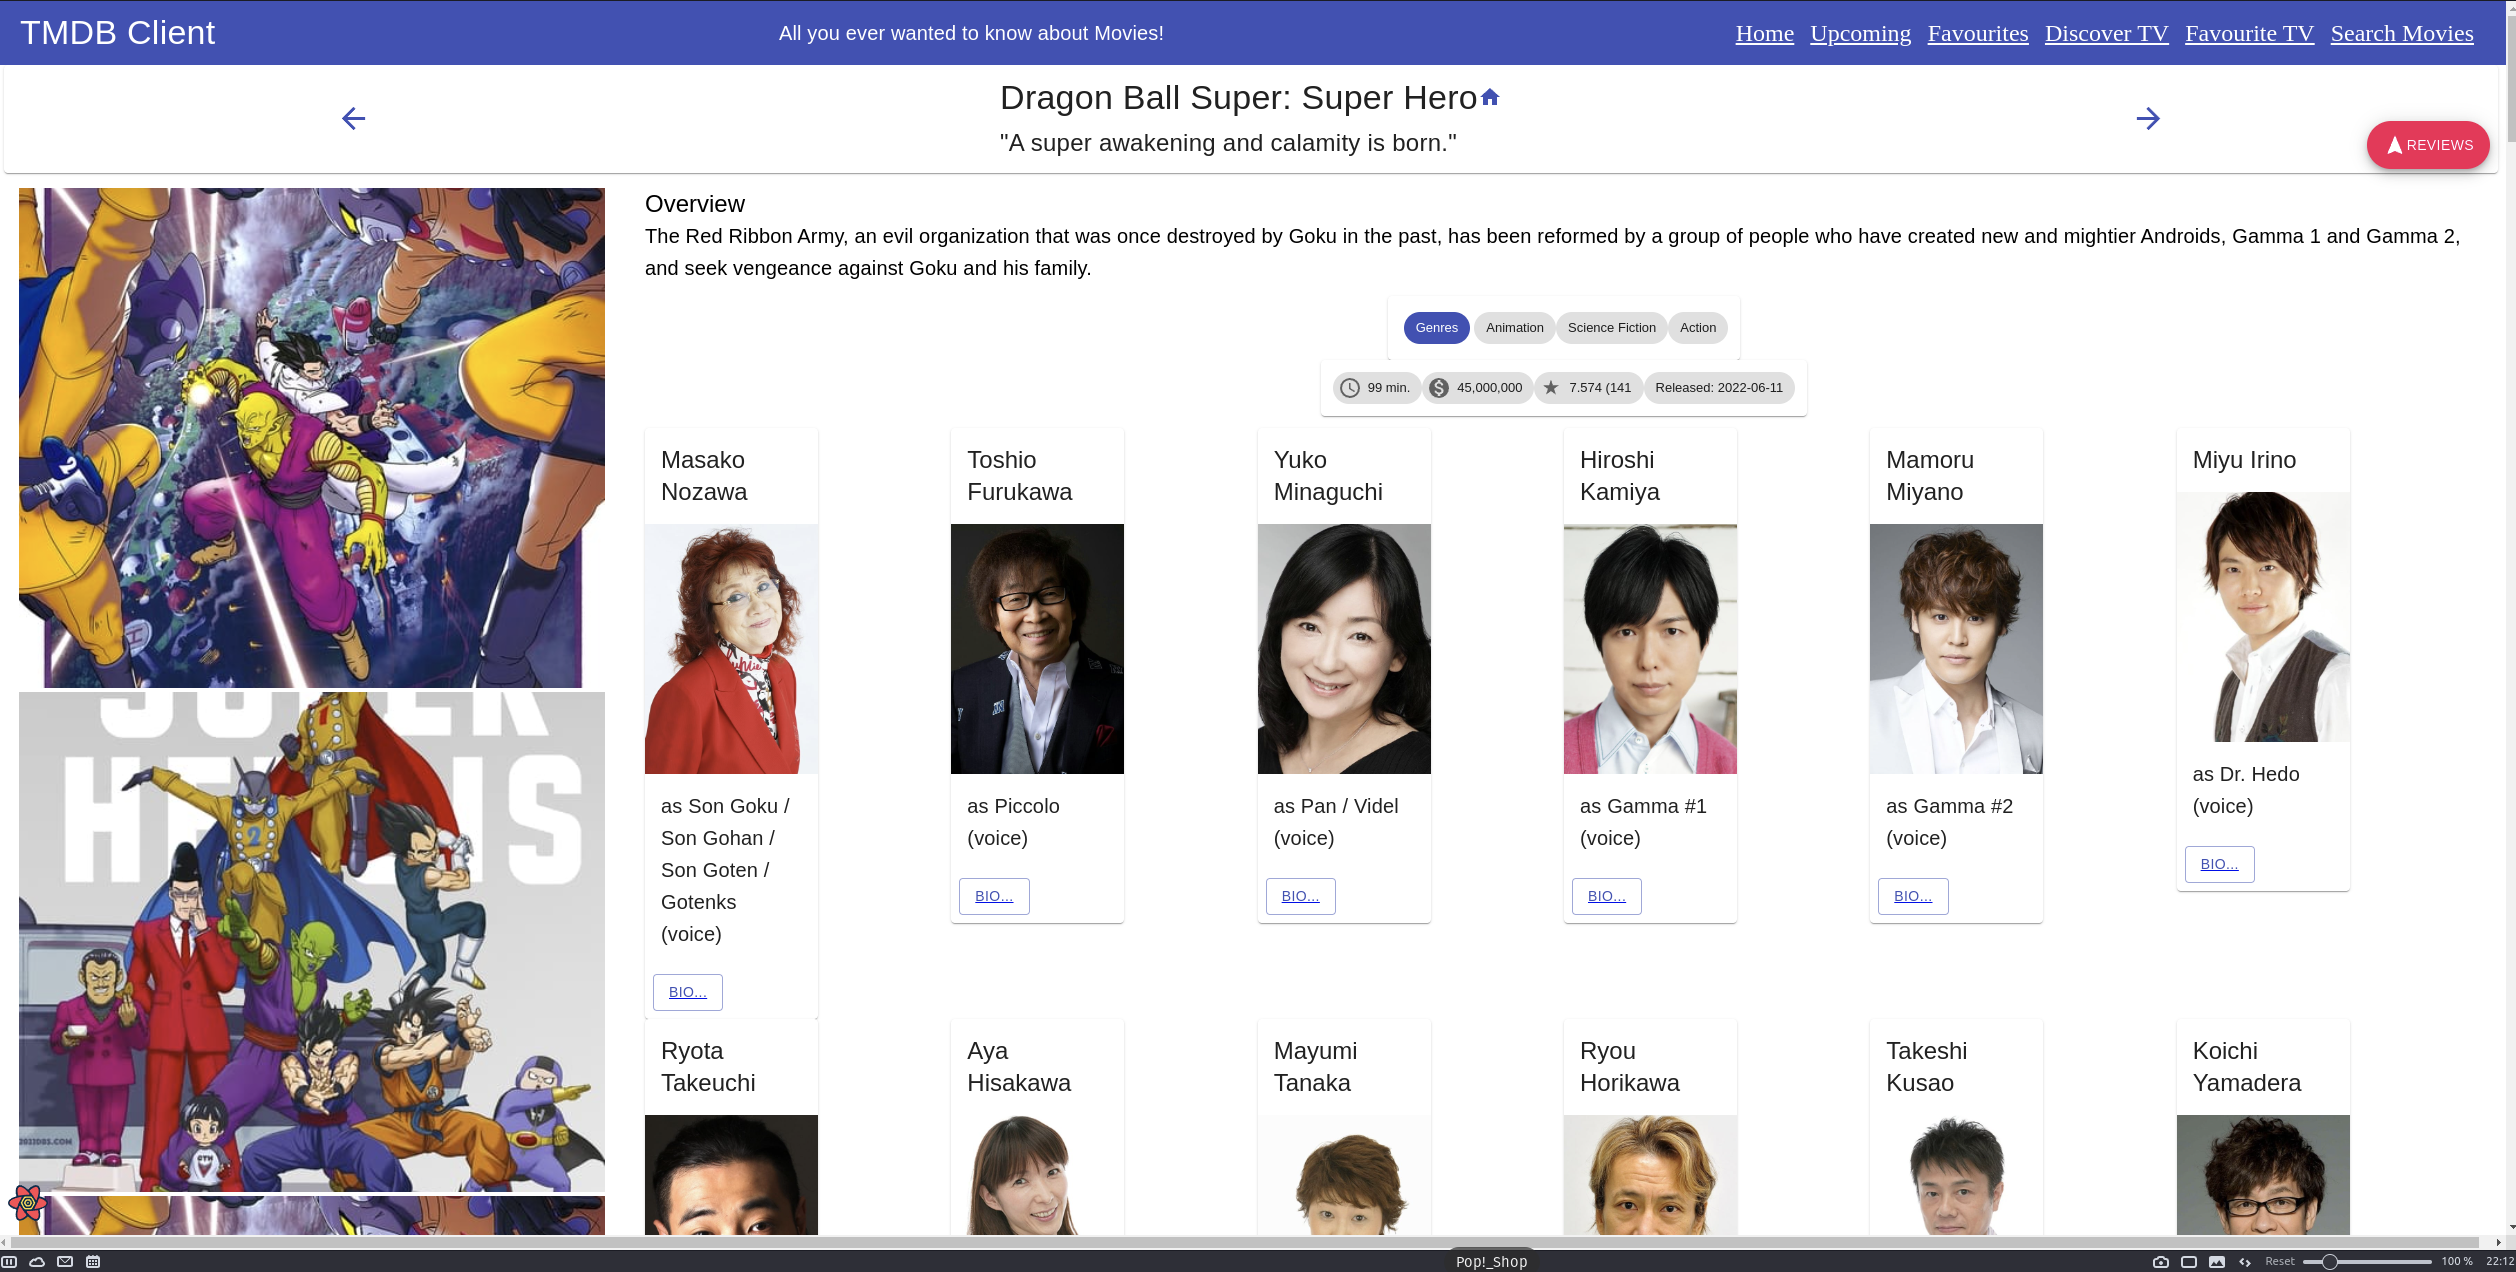 TMDB Client
All you ever wanted to know about Movies!
Home Upcoming Favourites Discover TV Favourite TV Search Movies
Dragon Ball Super: Super Hero
"A super awakening and calamity is born."
REVIEWS
Overview
The Red Ribbon Army, an evil organization that was once destroyed by Goku in the past, has been reformed by a group of people who have created new and mightier Androids, Gamma 1 and Gamma 2,
and seek vengeance against Goku and his family.
Genres Animation Science Fiction Action
99 min. 45,000,000 7.574 (141 Released: 2022-06-11
Masako
Nozawa
as Son Goku /
Son Gohan /
Son Goten /
Gotenks
(voice)
BIO...
Toshio
Furukawa
as Piccolo
(voice)
BIO...
Yuko
Minaguchi
as Pan / Videl
(voice)
BIO...
Hiroshi
Kamiya
as Gamma #1
(voice)
BIO...
Mamoru
Miyano
as Gamma #2
(voice)
BIO...
Miyu Irino
as Dr. Hedo
(voice)
BIO...
Ryota
Takeuchi
Aya
Hisakawa
Mayumi
Tanaka
Ryou
Horikawa
Takeshi
Kusao
Koichi
Yamadera
2
1
2
Pop!_Shop
Reset
100 %
22:12